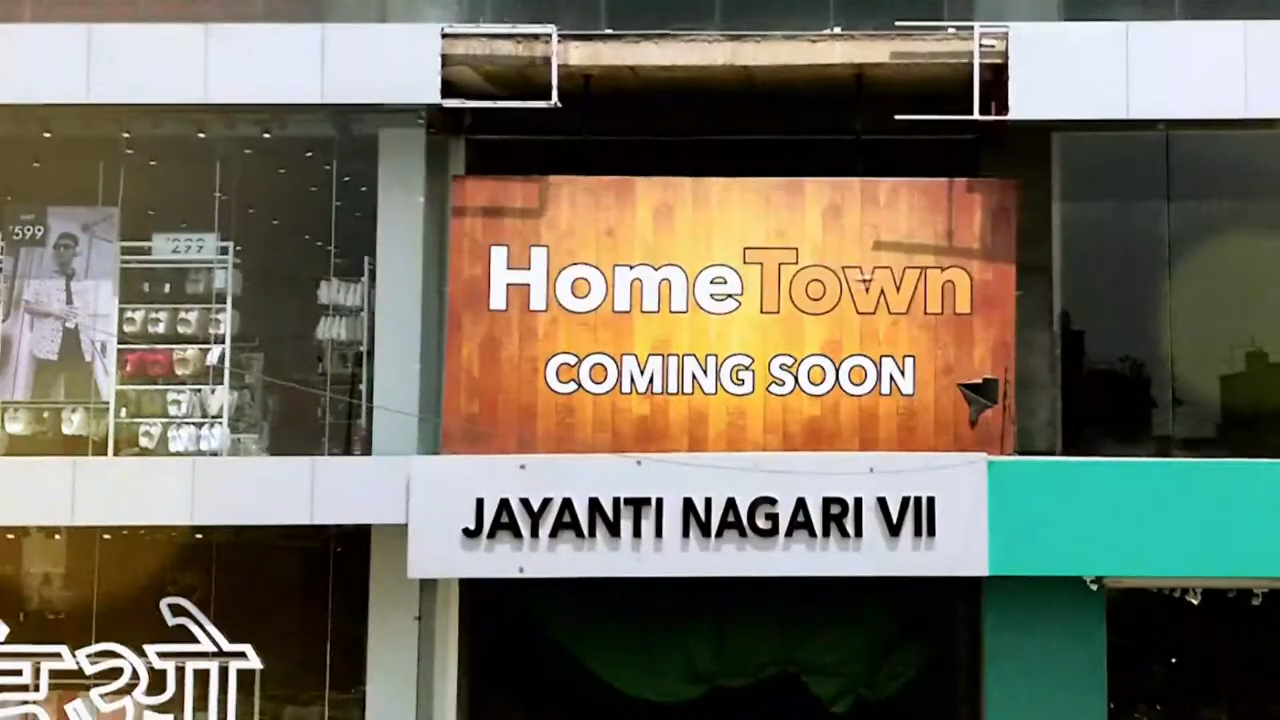 ₹599
₹299
HomeTown
COMING SOON
JAYANTI NAGARI VII